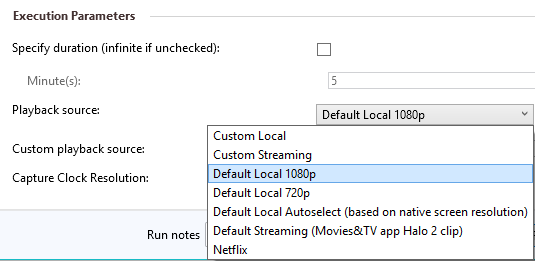 Execution Parameters
Specify duration (infinite if unchecked):
Minute(s):
5
Playback source:
Default Local 1080p
Custom playback source:
Capture Clock Resolution:
Custom Local
Custom Streaming
Default Local 1080p
Default Local 720p
Default Local Autoselect (based on native screen resolution)
Default Streaming (Movies&TV app Halo 2 clip)
Netflix
Run notes